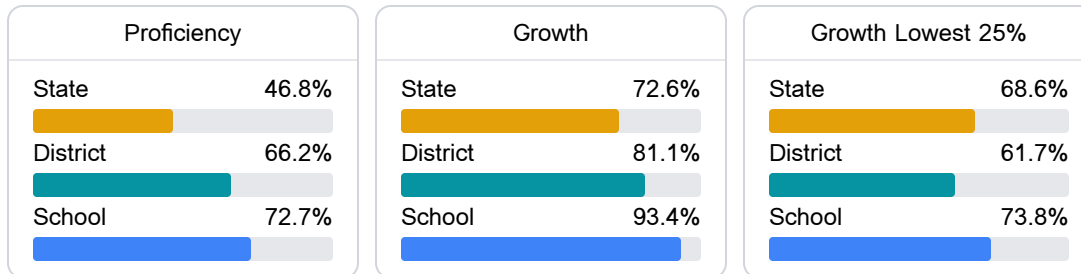 Proficiency
State 46.8%
District 66.2%
School 72.7%
Growth
State 72.6%
District 81.1%
School 93.4%
Growth Lowest 25%
State 68.6%
District 61.7%
School 73.8%